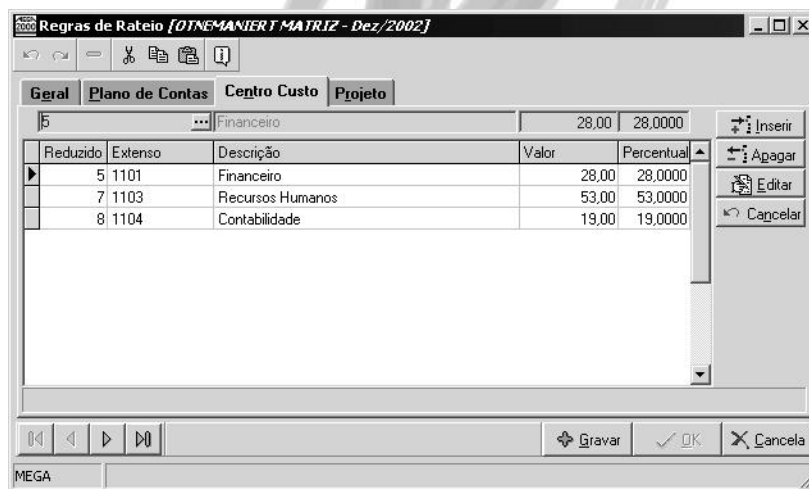 Regras de Rateio [OTNEMANIERT MATRIZ - Dez/2002]
Geral Plano de Contas Centro Custo Projeto
5 ... Financeiro 28,00 28,0000 Inserir
Reduzido Extenso Descrição Valor Percentual Apagar
5 1101 Financeiro 28,00 28,0000 Editar
7 1103 Recursos Humanos 53,00 53,0000
8 1104 Contabilidade 19,00 19,0000 Cancelar
Gravar OK Cancela
MEGA